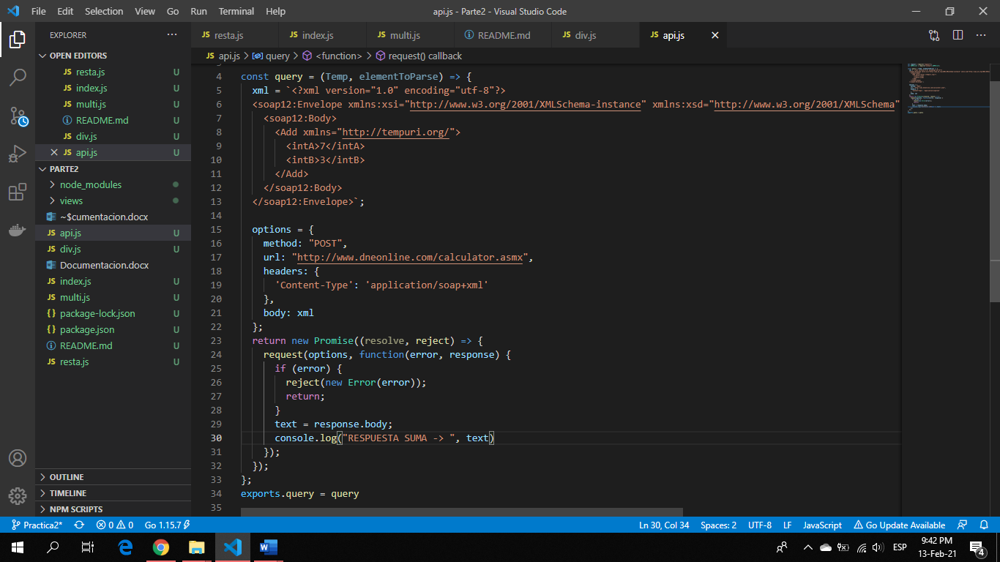 File Edit Selection View Go Run Terminal Help
api.js - Parte2 - Visual Studio Code
EXPLORER
OPEN EDITORS
JS resta.js U
JS index.js U
JS multi.js U
README.md U
JS div.js U
JS api.js U
PARTE2
node_modules
views
~$cumentacion.docx
JS api.js U
JS div.js U
Documentacion.docx
JS index.js U
JS multi.js U
{} package-lock.json U
{} package.json U
README.md U
JS resta.js U
OUTLINE
TIMELINE
NPM SCRIPTS
JS resta.js
JS index.js
JS multi.js
README.md
JS div.js
JS api.js
JS api.js > query > <function> > request() callback
3
4 const query = (Temp, elementToParse) => {
5 xml = `<?xml version="1.0" encoding="utf-8"?>
6 <soap12:Envelope xmlns:xsi="http://www.w3.org/2001/XMLSchema-instance" xmlns:xsd="http://www.w3.org/2001/XMLSchema"
7 <soap12:Body>
8 <Add xmlns="http://tempuri.org/">
9 <intA>7</intA>
10 <intB>3</intB>
11 </Add>
12 </soap12:Body>
13 </soap12:Envelope>`;
14
15 options = {
16 method: "POST",
17 url: "http://www.dneonline.com/calculator.asmx",
18 headers: {
19 'Content-Type': 'application/soap+xml'
20 },
21 body: xml
22 };
23 return new Promise((resolve, reject) => {
24 request(options, function(error, response) {
25 if (error) {
26 reject(new Error(error));
27 return;
28 }
29 text = response.body;
30 console.log("RESPUESTA SUMA -> ", text)
31 });
32 });
33 };
34 exports.query = query
35
Practica2* 0 0 Go 1.15.7
Ln 30, Col 34 Spaces: 2 UTF-8 LF JavaScript Go Update Available
ESP
9:42 PM
13-Feb-21
4